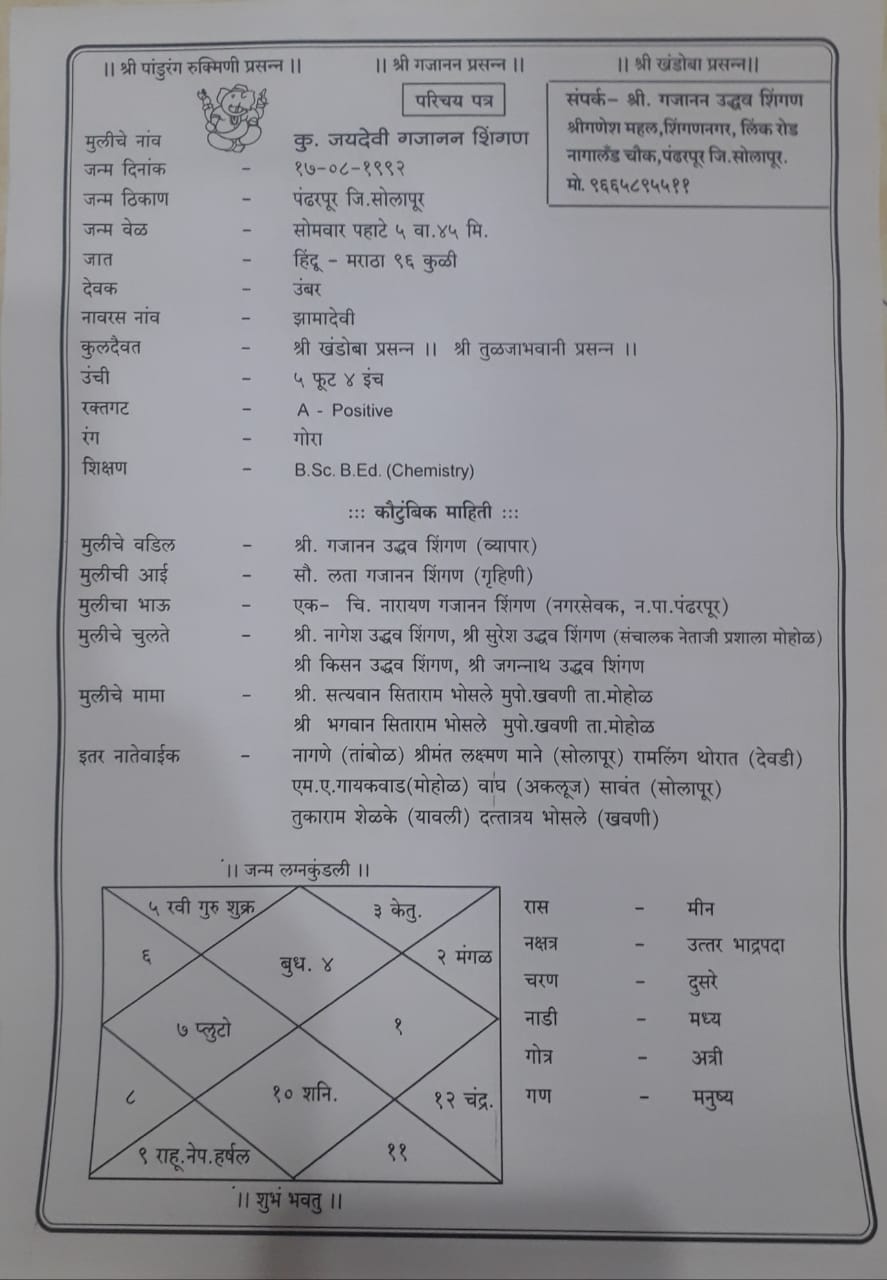 || श्री पांडुरंग रुक्मिणी प्रसन्न || || श्री गजानन प्रसन्न || || श्री खंडोबा प्रसन्न||
परिचय पत्र
संपर्क- श्री. गजानन उद्धव शिंगण
श्रीगणेश महल,शिंगणनगर, लिंक रोड
नागालँड चौक,पंढरपूर जि.सोलापूर.
मो. ९६६५८९५५११
मुलीचे नांव कु. जयदेवी गजानन शिंगण
जन्म दिनांक - १७-०८-१९९२
जन्म ठिकाण - पंढरपूर जि.सोलापूर
जन्म वेळ - सोमवार पहाटे ५ वा.४५ मि.
जात - हिंदू - मराठा ९६ कुळी
देवक - उंबर
नावरस नांव - झामादेवी
कुलदैवत - श्री खंडोबा प्रसन्न || श्री तुळजाभवानी प्रसन्न ||
उंची - ५ फूट ४ इंच
रक्तगट - A - Positive
रंग - गोरा
शिक्षण - B.Sc. B.Ed. (Chemistry)
::: कौटुंबिक माहिती :::
मुलीचे वडिल - श्री. गजानन उद्धव शिंगण (व्यापार)
मुलीची आई - सौ. लता गजानन शिंगण (गृहिणी)
मुलीचा भाऊ - एक- चि. नारायण गजानन शिंगण (नगरसेवक, न.पा.पंढरपूर)
मुलीचे चुलते - श्री. नागेश उद्धव शिंगण, श्री सुरेश उद्धव शिंगण (संचालक नेताजी प्रशाला मोहोळ)
श्री किसन उद्धव शिंगण, श्री जगन्नाथ उद्धव शिंगण
मुलीचे मामा - श्री. सत्यवान सिताराम भोसले मुपो.खवणी ता.मोहोळ
श्री भगवान सिताराम भोसले मुपो.खवणी ता.मोहोळ
इतर नातेवाईक - नागणे (तांबोळ) श्रीमंत लक्ष्मण माने (सोलापूर) रामलिंग थोरात (देवडी)
एम.ए.गायकवाड(मोहोळ) वाघ (अकलूज) सावंत (सोलापूर)
तुकाराम शेळके (यावली) दत्तात्रय भोसले (खवणी)
|| जन्म लग्नकुंडली ||
५ रवी गुरु शुक्र
३ केतु.
६
बुध. ४
२ मंगळ
७ प्लुटो
१
८
१० शनि.
१२ चंद्र.
९ राहू.नेप.हर्षल
११
रास - मीन
नक्षत्र - उत्तर भाद्रपदा
चरण - दुसरे
नाडी - मध्य
गोत्र - अत्री
गण - मनुष्य
|| शुभं भवतु ||